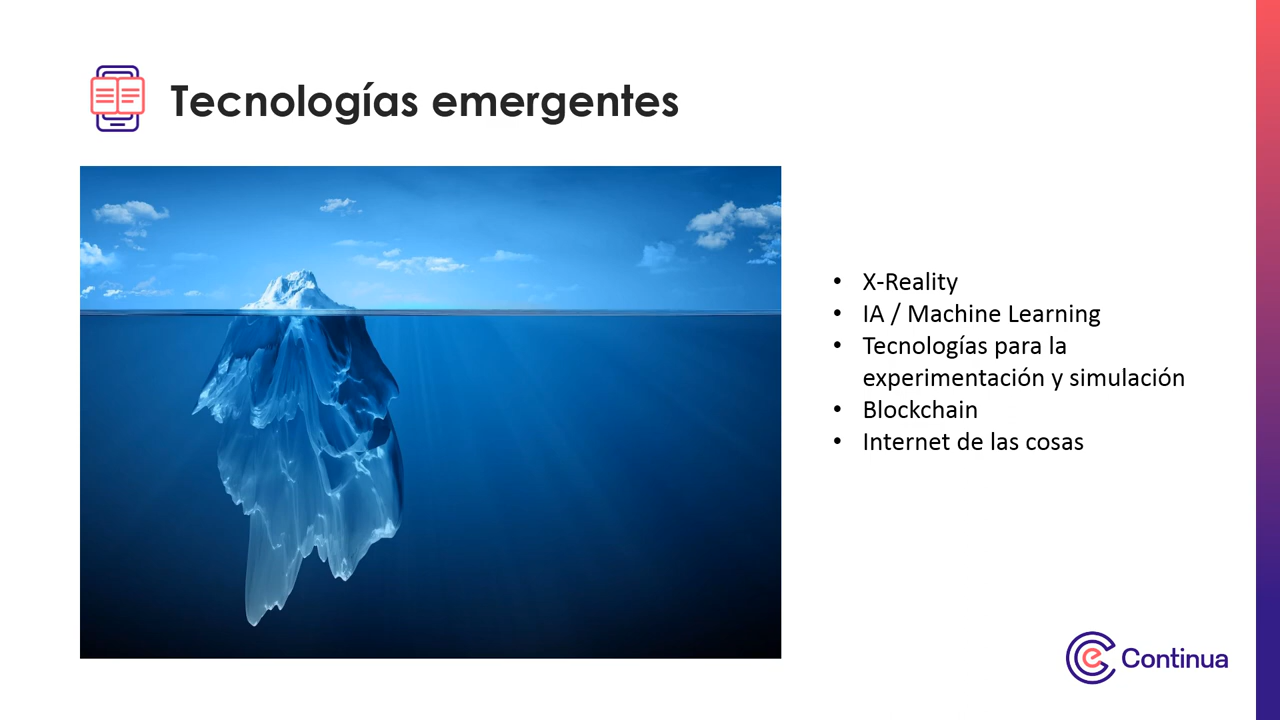 Tecnologías emergentes
• X-Reality
• IA / Machine Learning
• Tecnologías para la
experimentación y simulación
• Blockchain
• Internet de las cosas
e Continua